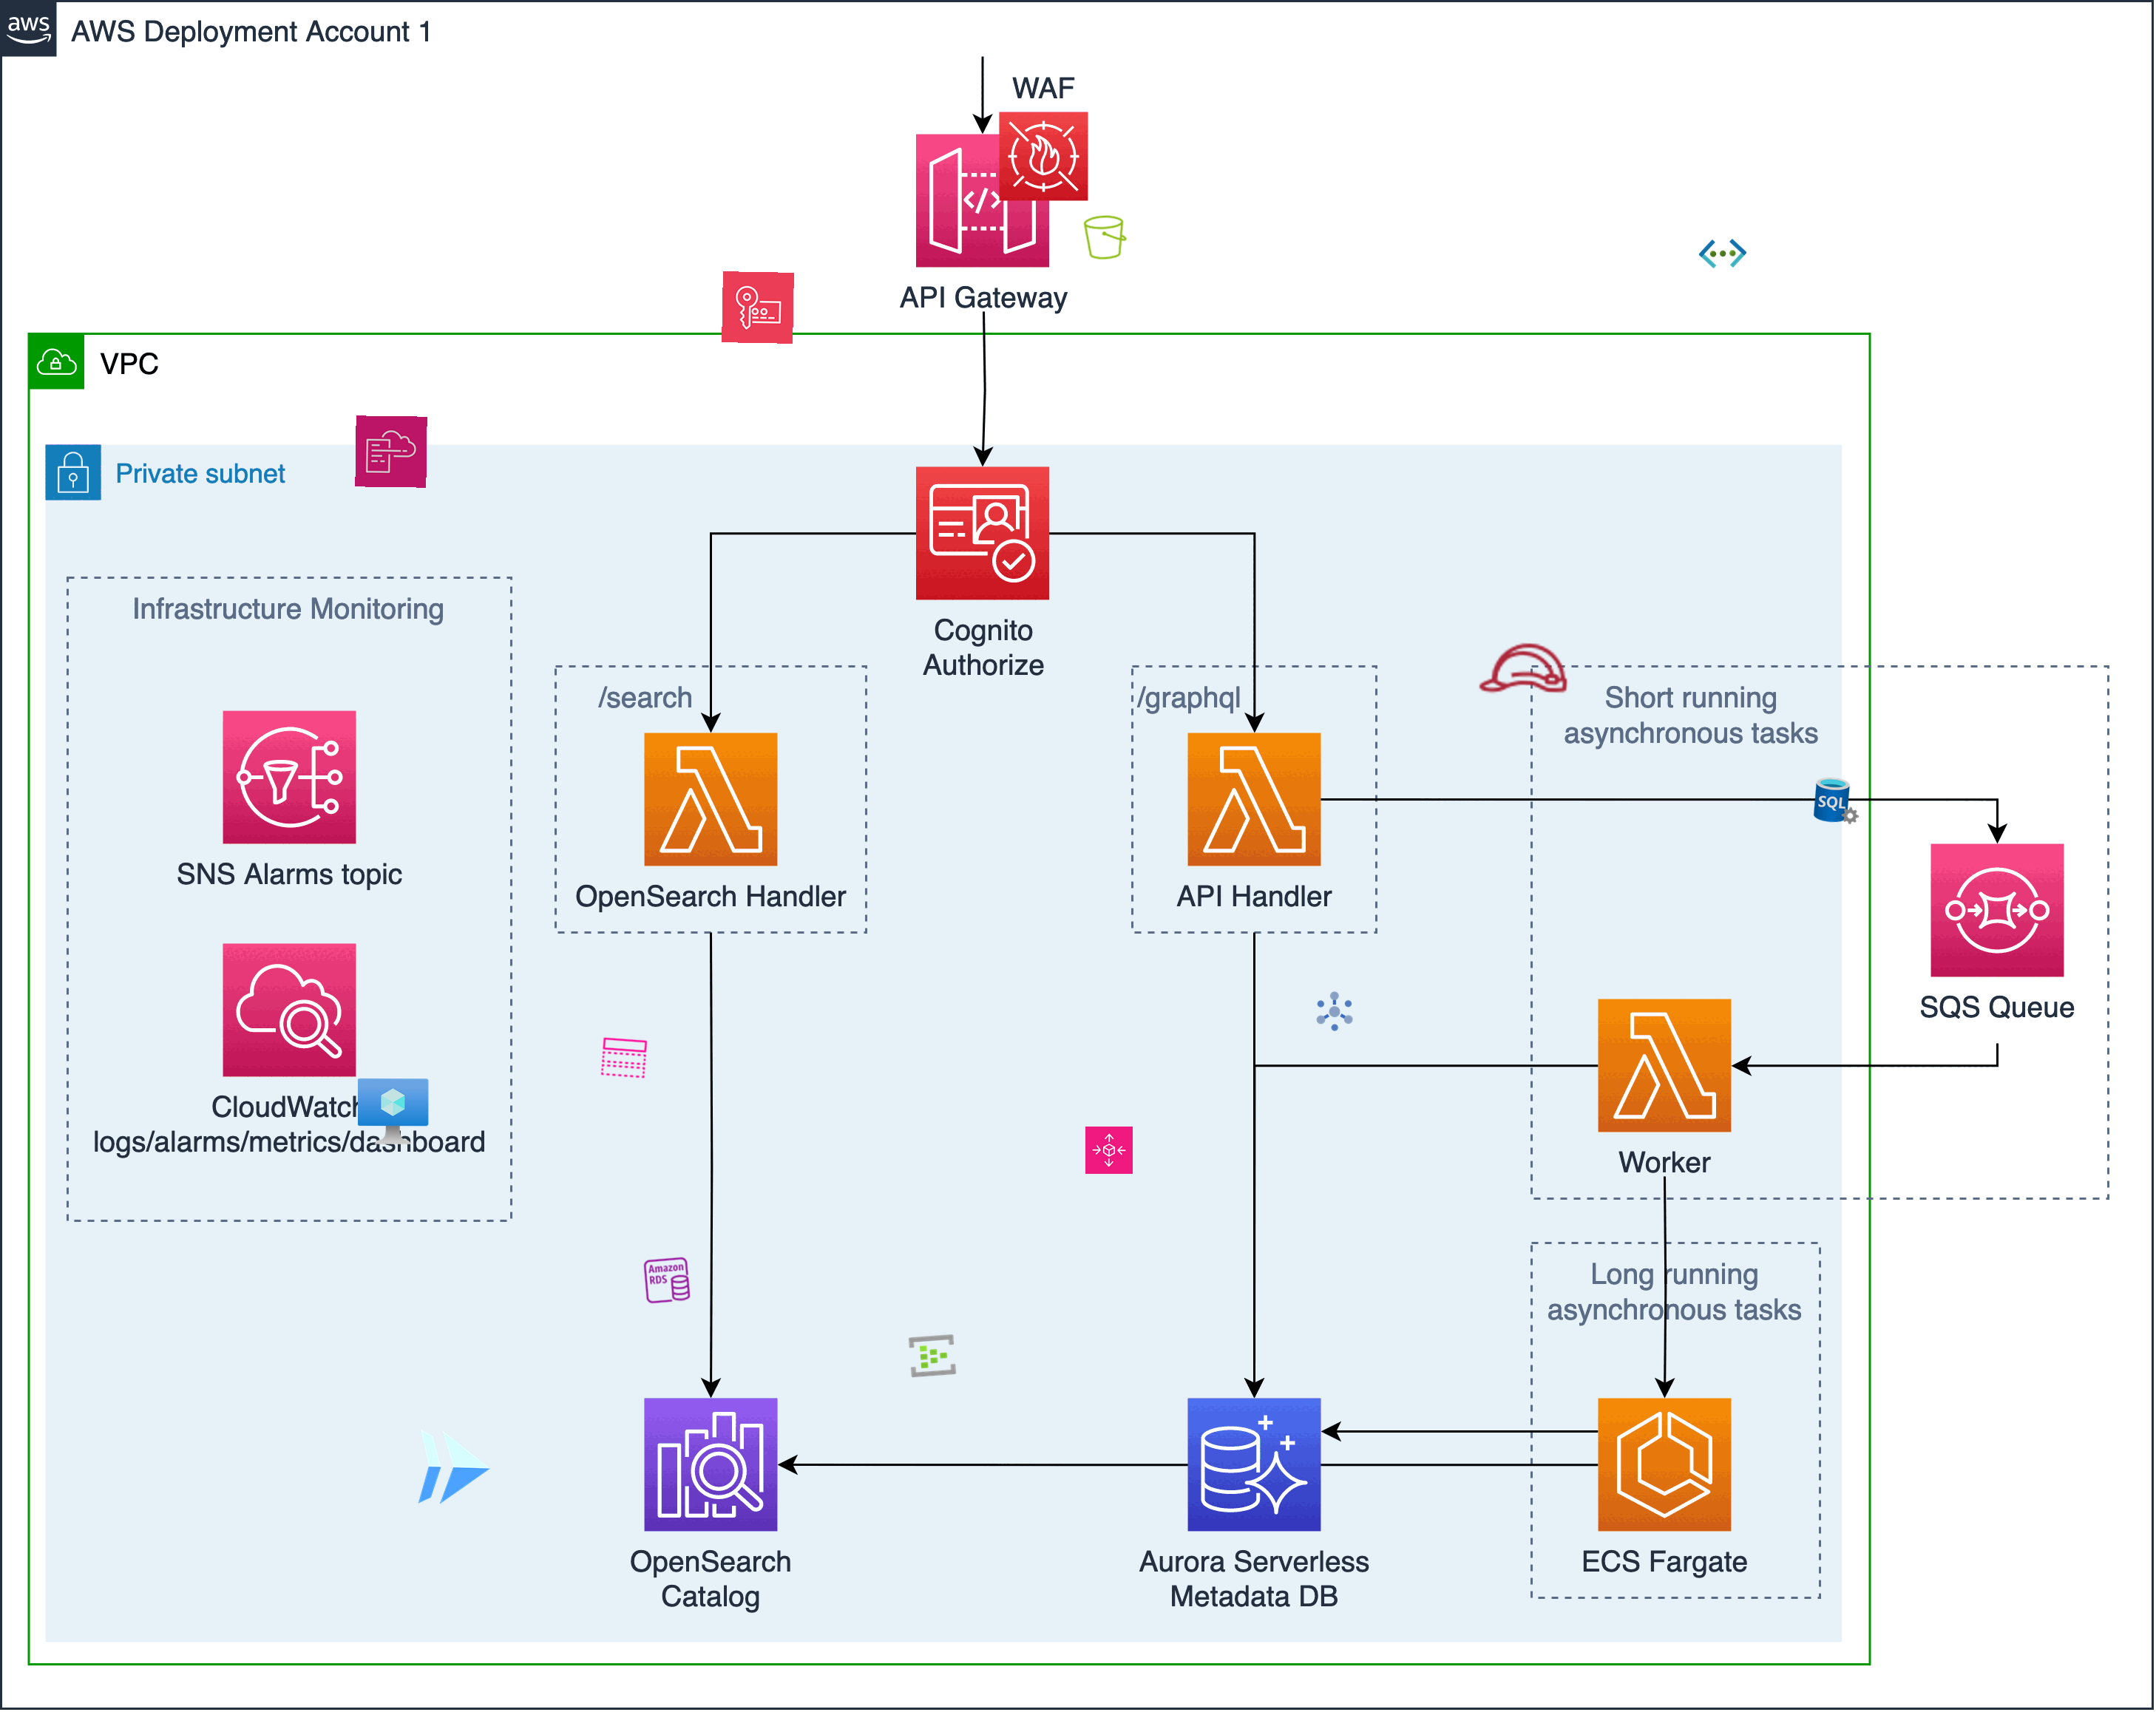 aws
AWS Deployment Account 1
WAF
API Gateway
VPC
Private subnet
Cognito
Authorize
Infrastructure Monitoring
/search
/graphql
Short running
asynchronous tasks
SQL
SNS Alarms topic
OpenSearch Handler
API Handler
SQS Queue
CloudWatch
logs/alarms/metrics/dashboard
Worker
Amazon
RDS
Long running
asynchronous tasks
OpenSearch
Catalog
Aurora Serverless
Metadata DB
ECS Fargate